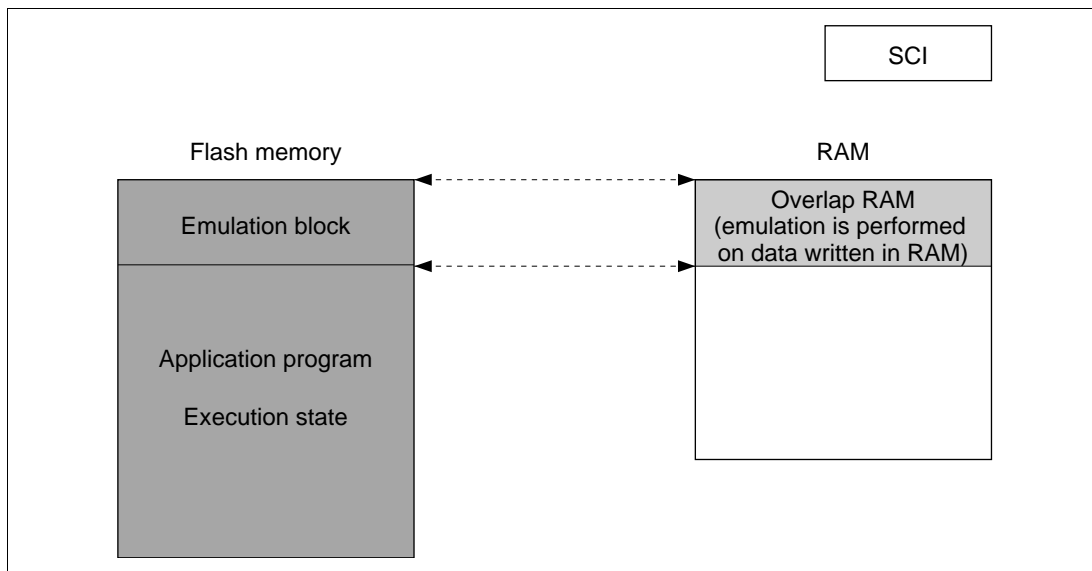 SCI
Flash memory
RAM
Emulation block
Overlap RAM
(emulation is performed
on data written in RAM)
Application program
Execution state